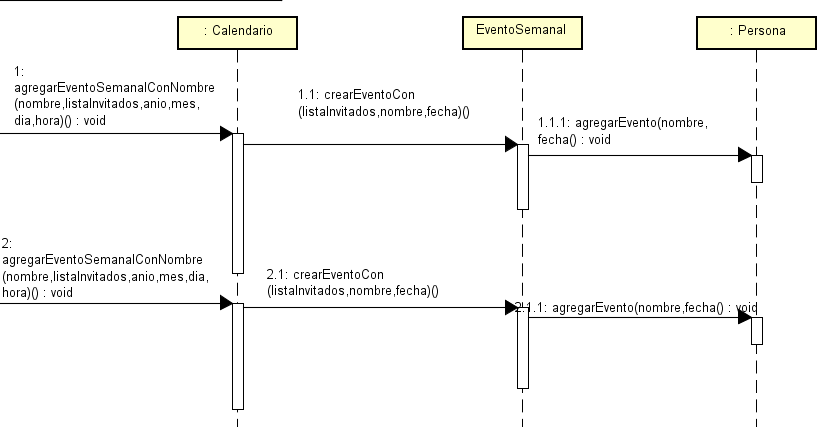 : Calendario
EventoSemanal
: Persona
1:
agregarEventoSemanalConNombre
(nombre,listaInvitados,anio,mes,
dia,hora)() : void
1.1: crearEventoCon
(listaInvitados,nombre,fecha)()
1.1.1: agregarEvento(nombre,
fecha() : void
2:
agregarEventoSemanalConNombre
(nombre,listaInvitados,anio,mes,dia,
hora)() : void
2.1: crearEventoCon
(listaInvitados,nombre,fecha)()
2.1.1: agregarEvento(nombre,fecha() : void